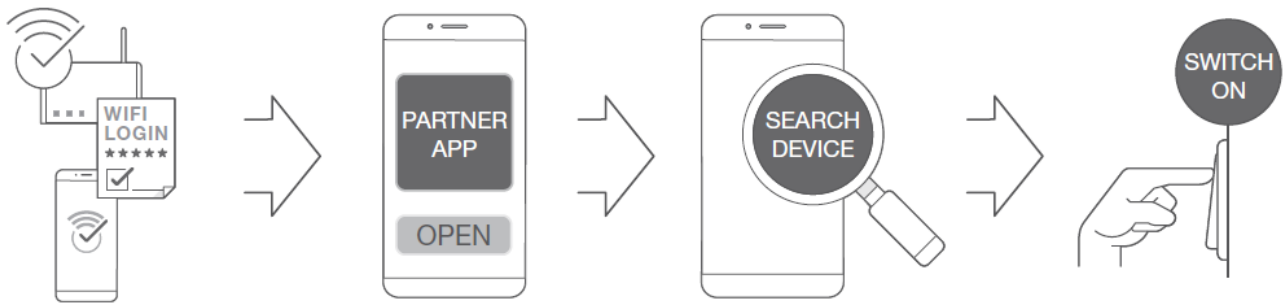 WIFI
LOGIN
★★★★★
PARTNER
APP
OPEN
SEARCH
DEVICE
SWITCH
ON